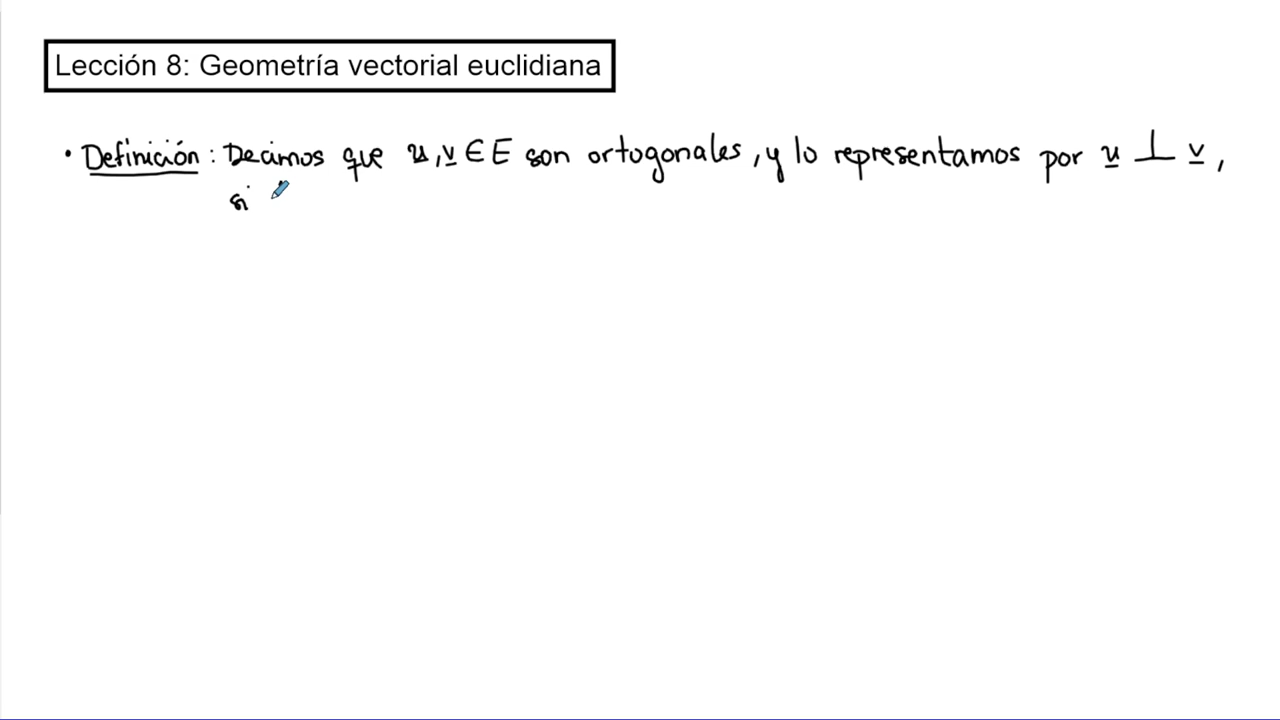 Lección 8: Geometría vectorial euclidiana
• Definición: Decimos que u, v ∈ E son ortogonales, y lo representamos por u ⊥ v,
si